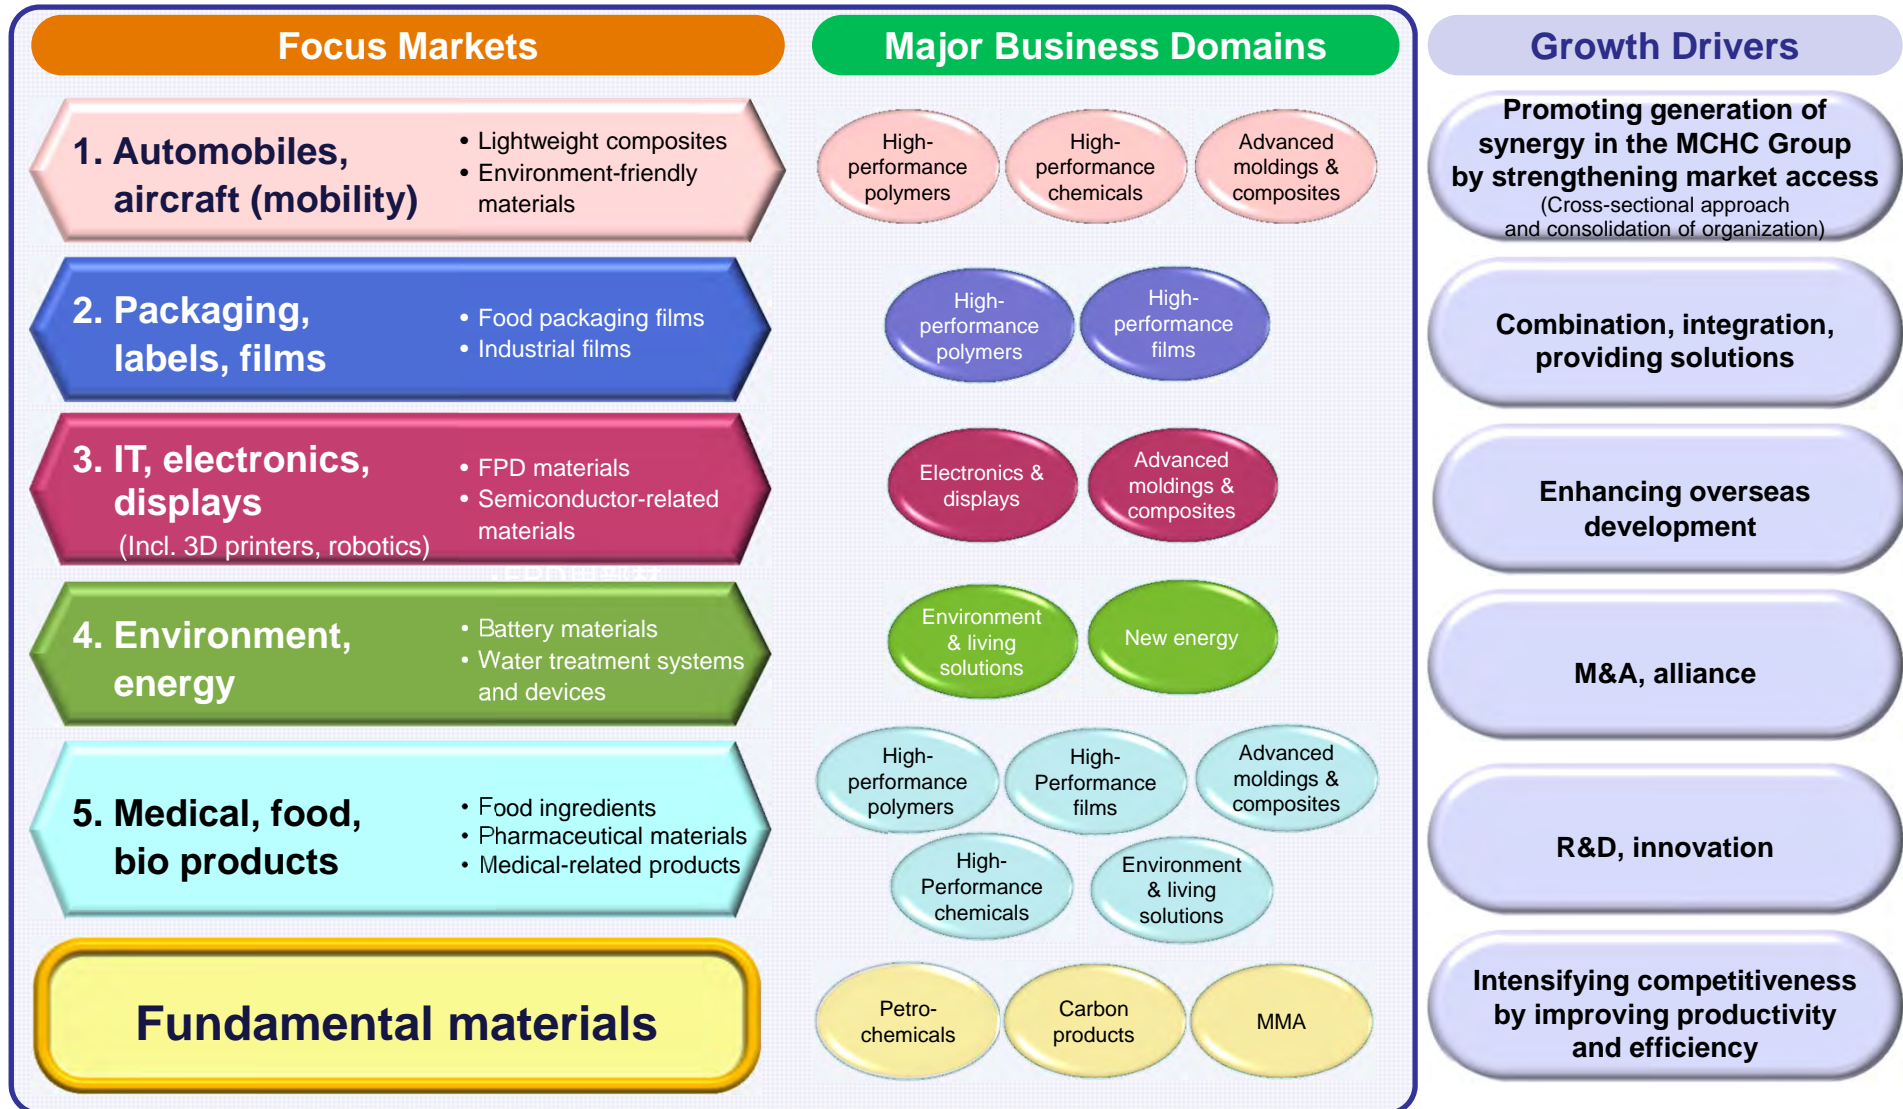 Focus Markets
Major Business Domains
Growth Drivers
1. Automobiles,
aircraft (mobility)
• Lightweight composites
• Environment-friendly
materials
High-
performance
polymers
High-
performance
chemicals
Advanced
moldings &
composites
Promoting generation of
synergy in the MCHC Group
by strengthening market access
(Cross-sectional approach
and consolidation of organization)
2. Packaging,
labels, films
• Food packaging films
• Industrial films
High-
performance
polymers
High-
performance
films
Combination, integration,
providing solutions
3. IT, electronics,
displays
(Incl. 3D printers, robotics)
• FPD materials
• Semiconductor-related
materials
Electronics &
displays
Advanced
moldings &
composites
Enhancing overseas
development
4. Environment,
energy
• Battery materials
• Water treatment systems
and devices
Environment
& living
solutions
New energy
M&A, alliance
5. Medical, food,
bio products
• Food ingredients
• Pharmaceutical materials
• Medical-related products
High-
performance
polymers
High-
Performance
films
Advanced
moldings &
composites
High-
Performance
chemicals
Environment
& living
solutions
R&D, innovation
Fundamental materials
Petro-
chemicals
Carbon
products
MMA
Intensifying competitiveness
by improving productivity
and efficiency